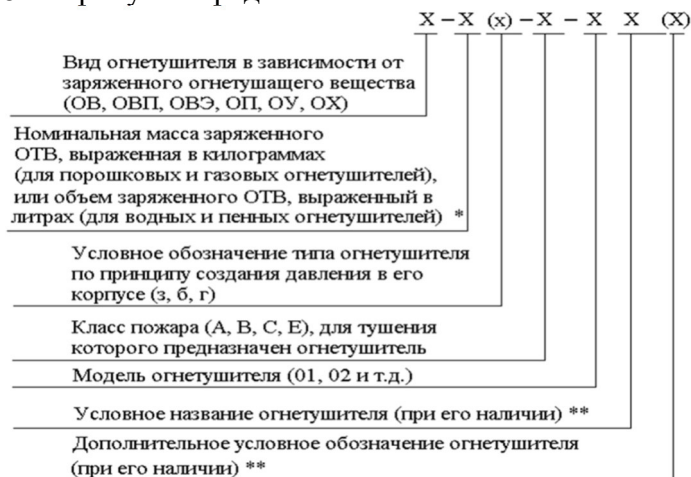 X – X (x) – X – X X (X)
Вид огнетушителя в зависимости от
заряженного огнетушащего вещества
(ОВ, ОВП, ОВЭ, ОП, ОУ, ОХ)
Номинальная масса заряженного
ОТВ, выраженная в килограммах
(для порошковых и газовых огнетушителей),
или объем заряженного ОТВ, выраженный в
литрах (для водных и пенных огнетушителей) *
Условное обозначение типа огнетушителя
по принципу создания давления в его
корпусе (з, б, г)
Класс пожара (А, В, С, Е), для тушения
которого предназначен огнетушитель
Модель огнетушителя (01, 02 и т.д.)
Условное название огнетушителя (при его наличии) **
Дополнительное условное обозначение огнетушителя
(при его наличии) **